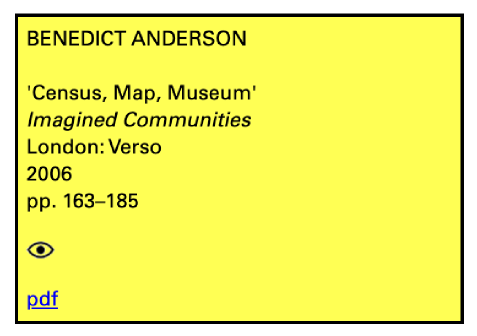 BENEDICT ANDERSON
'Census, Map, Museum'
Imagined Communities
London: Verso
2006
pp. 163–185
pdf